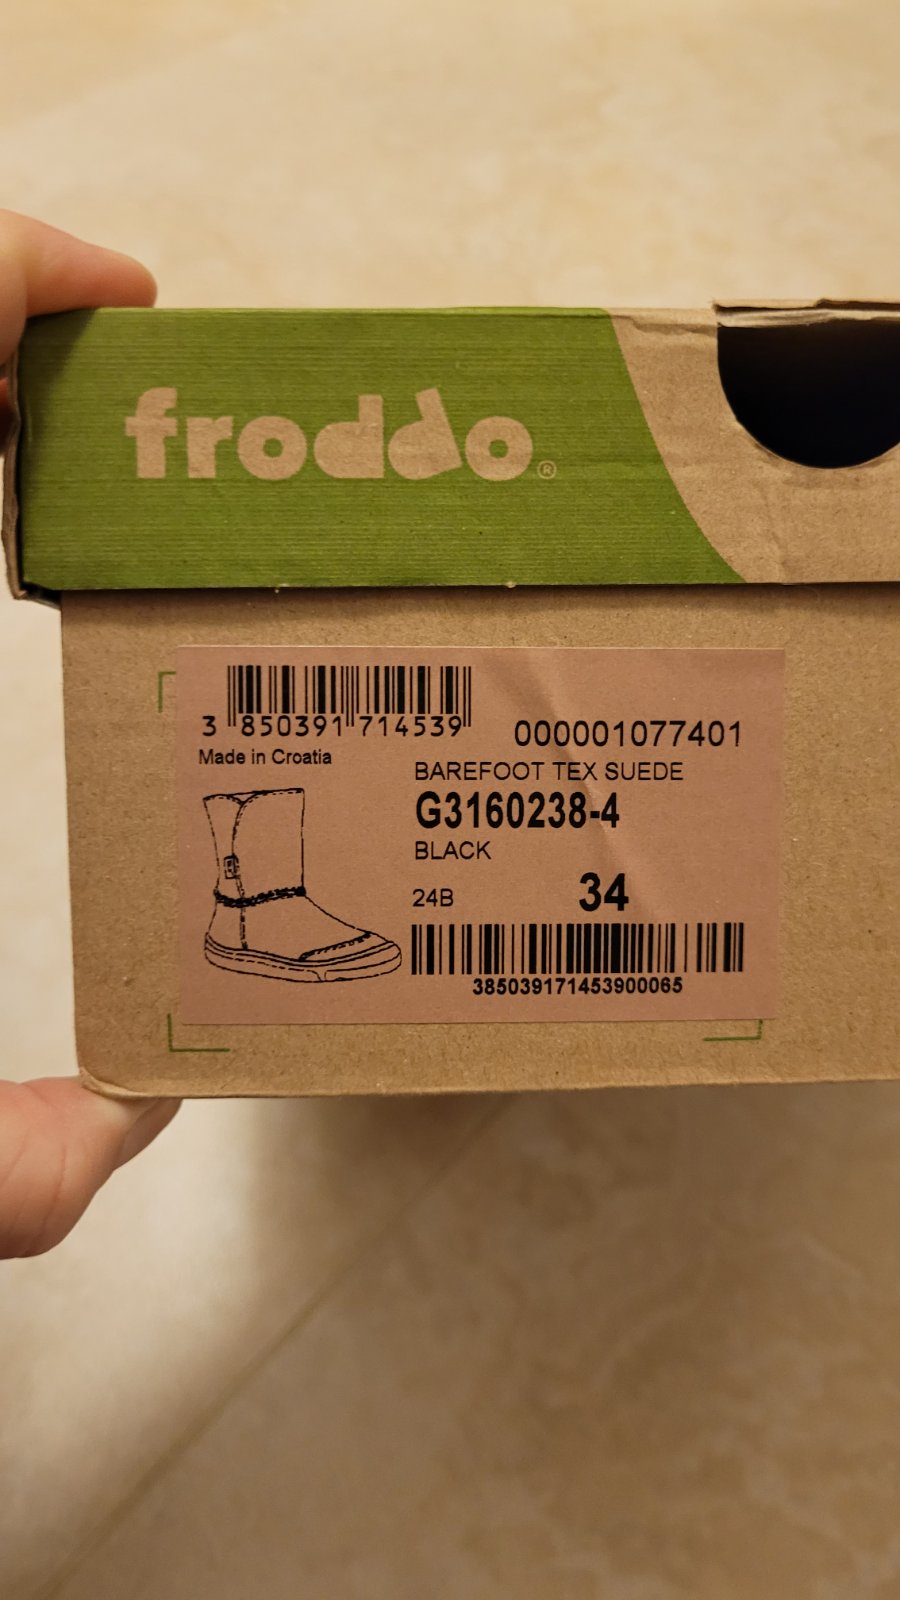 froddo®
3 850391 714539
000001077401
Made in Croatia
BAREFOOT TEX SUEDE
G3160238-4
BLACK
24B 34
385039171453900065